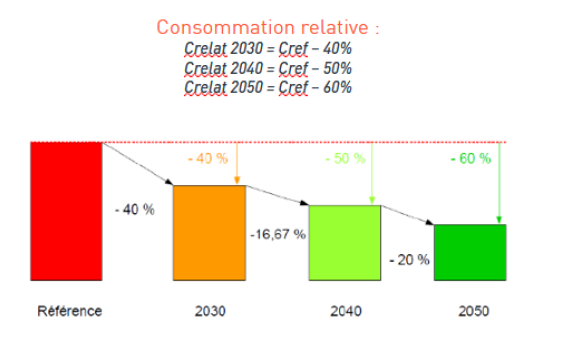 Consommation relative :
Crelat 2030 = Cref – 40%
Crelat 2040 = Cref – 50%
Crelat 2050 = Cref – 60%
- 40 %
- 50 %
- 60 %
- 40 %
-16,67 %
- 20 %
Référence
2030
2040
2050